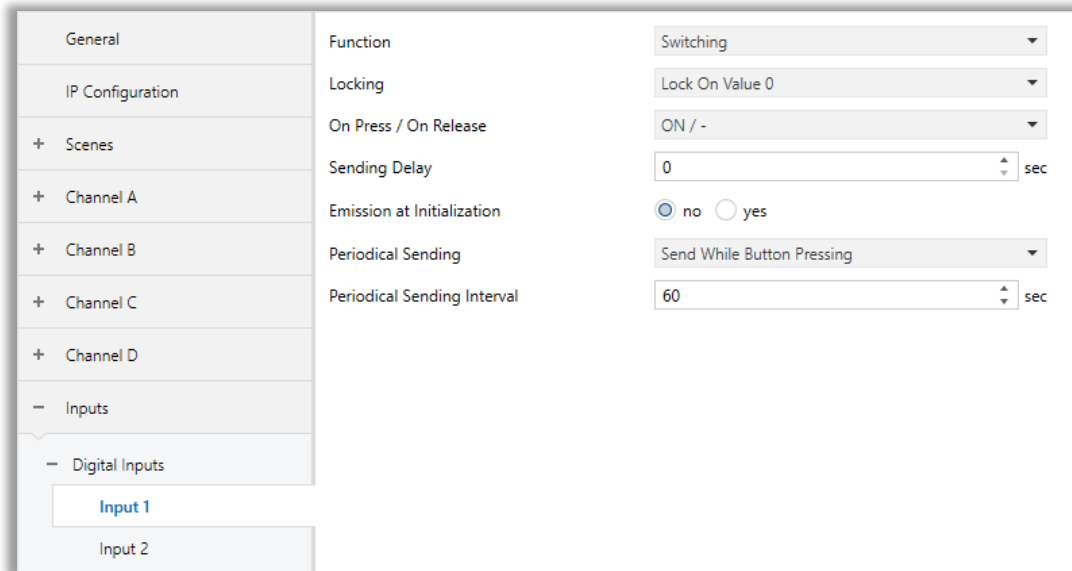 General
IP Configuration
+ Scenes
+ Channel A
+ Channel B
+ Channel C
+ Channel D
− Inputs
− Digital Inputs
Input 1
Input 2
Function Switching
Locking Lock On Value 0
On Press / On Release ON / -
Sending Delay 0 sec
Emission at Initialization no yes
Periodical Sending Send While Button Pressing
Periodical Sending Interval 60 sec